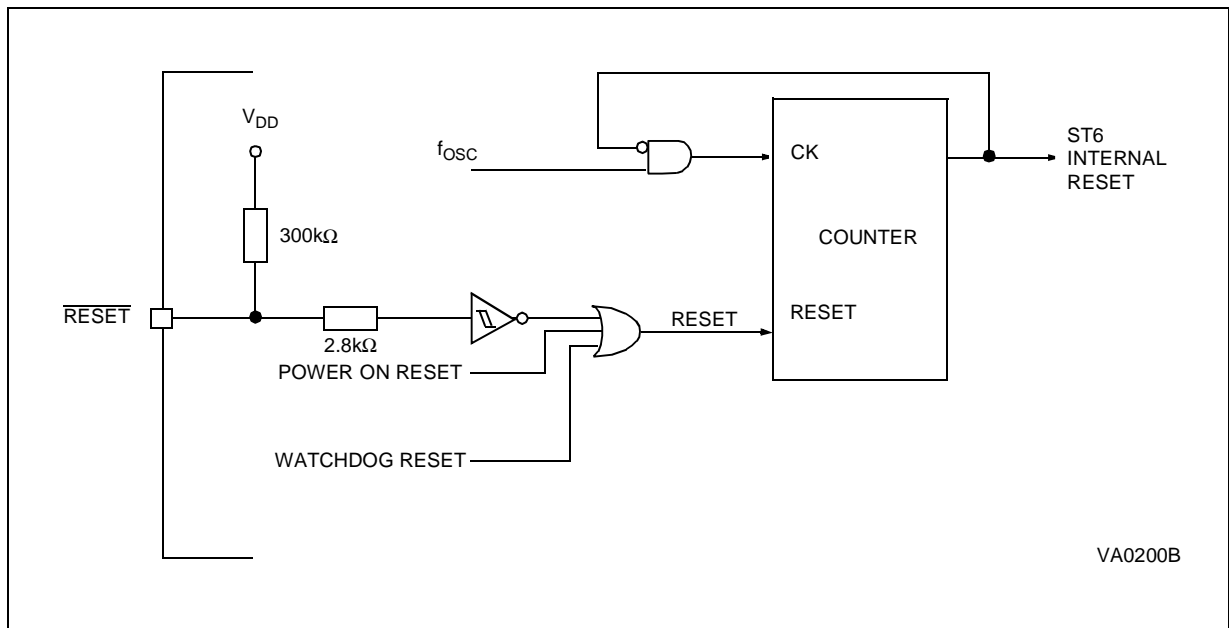 V_DD
300kΩ
RESET
2.8kΩ
POWER ON RESET
WATCHDOG RESET
f_OSC
RESET
CK
COUNTER
RESET
ST6
INTERNAL
RESET
VA0200B